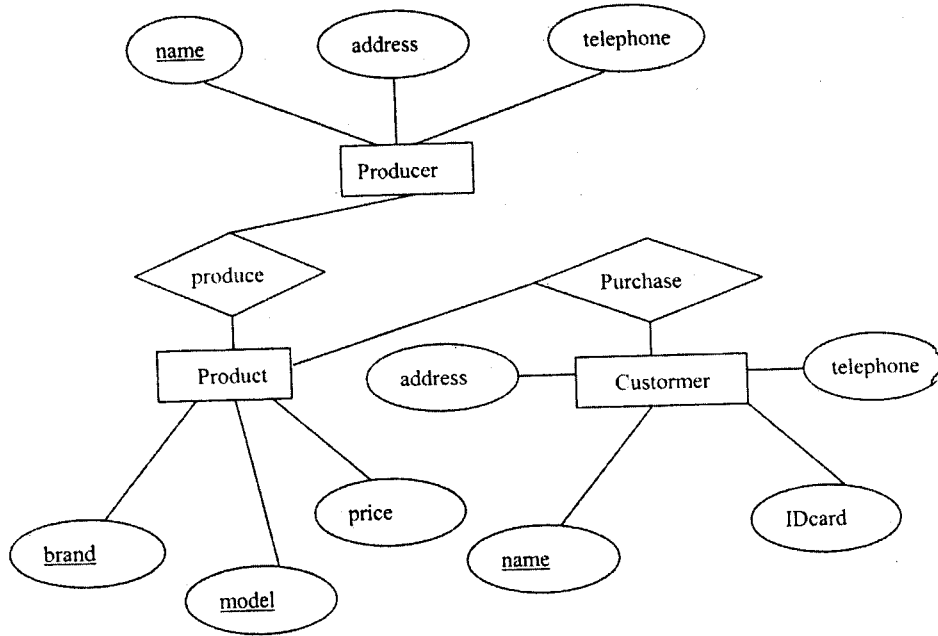 name
address
telephone
Producer
produce
Purchase
Product
address
Custormer
telephone
price
IDcard
brand
name
model